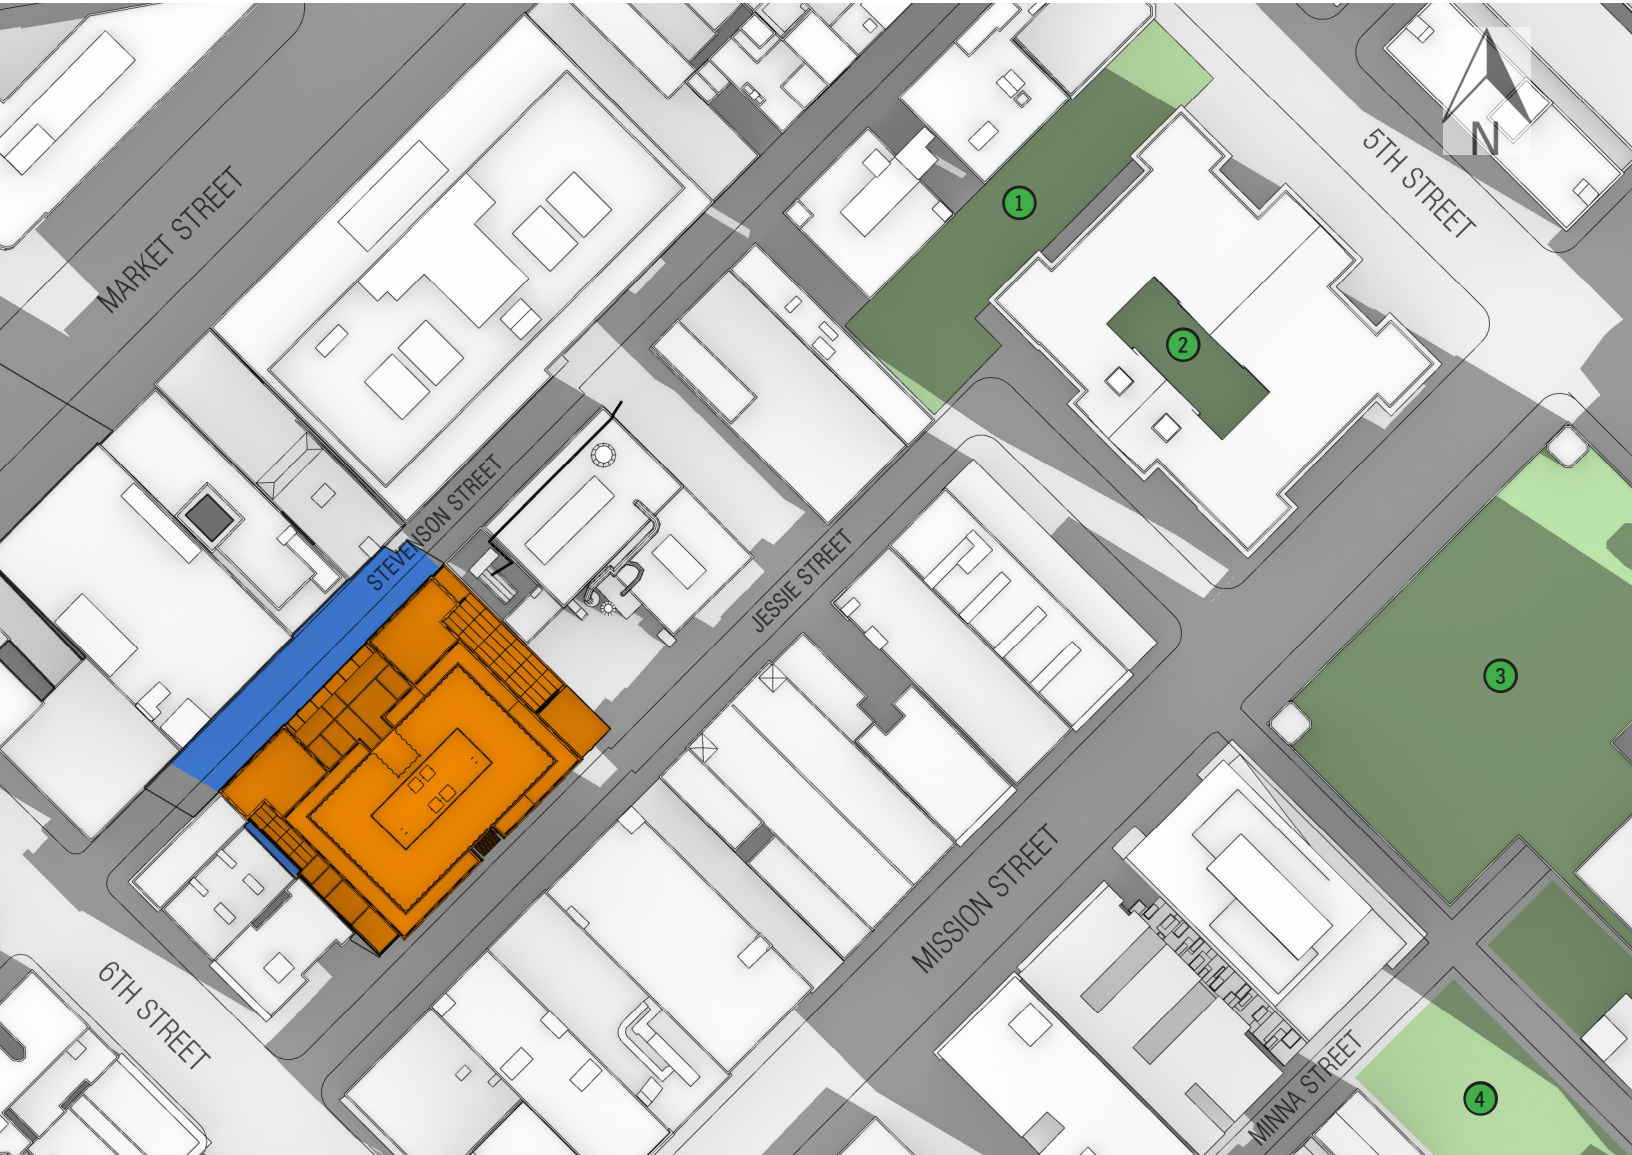 5TH STREET
N
MARKET STREET
1
2
STEVENSON STREET
JESSIE STREET
3
MISSION STREET
6TH STREET
MINNA STREET
4